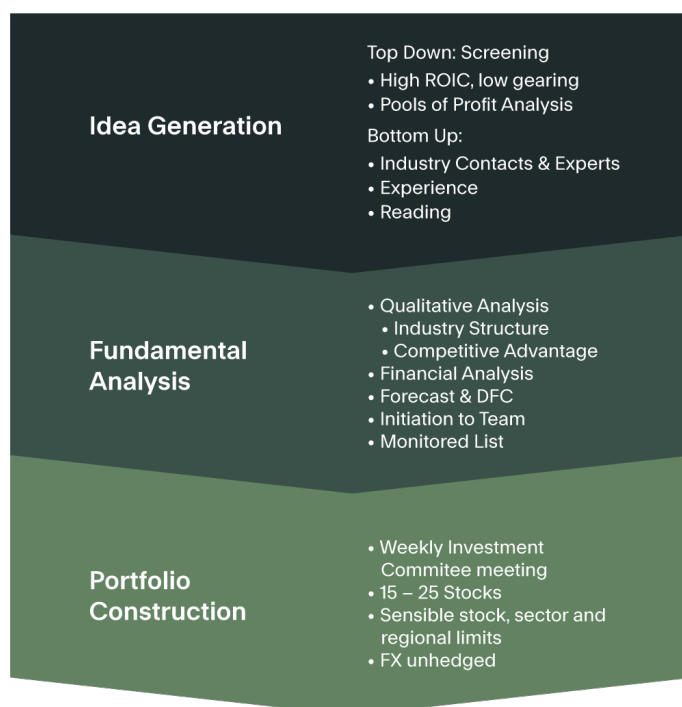 Idea Generation
Top Down: Screening
• High ROIC, low gearing
• Pools of Profit Analysis
Bottom Up:
• Industry Contacts & Experts
• Experience
• Reading
Fundamental
Analysis
• Qualitative Analysis
• Industry Structure
• Competitive Advantage
• Financial Analysis
• Forecast & DFC
• Initiation to Team
• Monitored List
Portfolio
Construction
• Weekly Investment
Commitee meeting
• 15 – 25 Stocks
• Sensible stock, sector and
regional limits
• FX unhedged